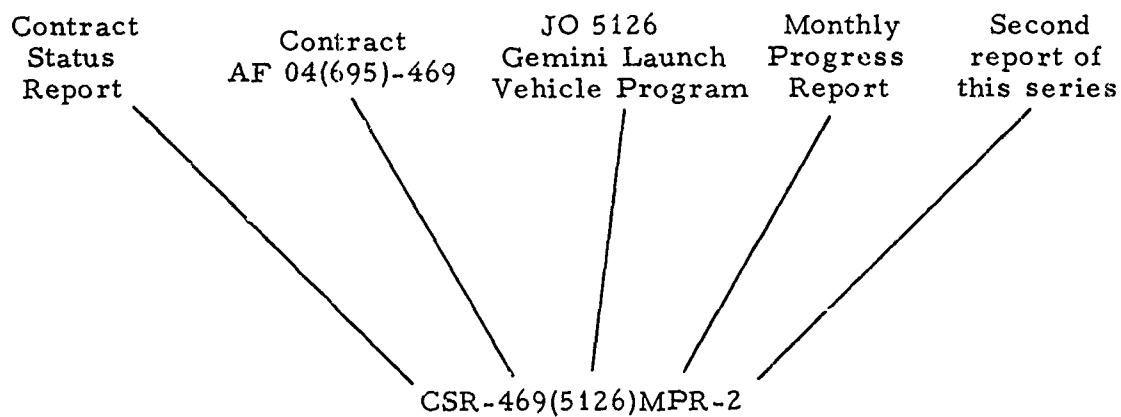 Contract
Status
Report
Contract
AF 04(695)-469
JO 5126
Gemini Launch
Vehicle Program
Monthly
Progress
Report
Second
report of
this series
CSR-469(5126)MPR-2